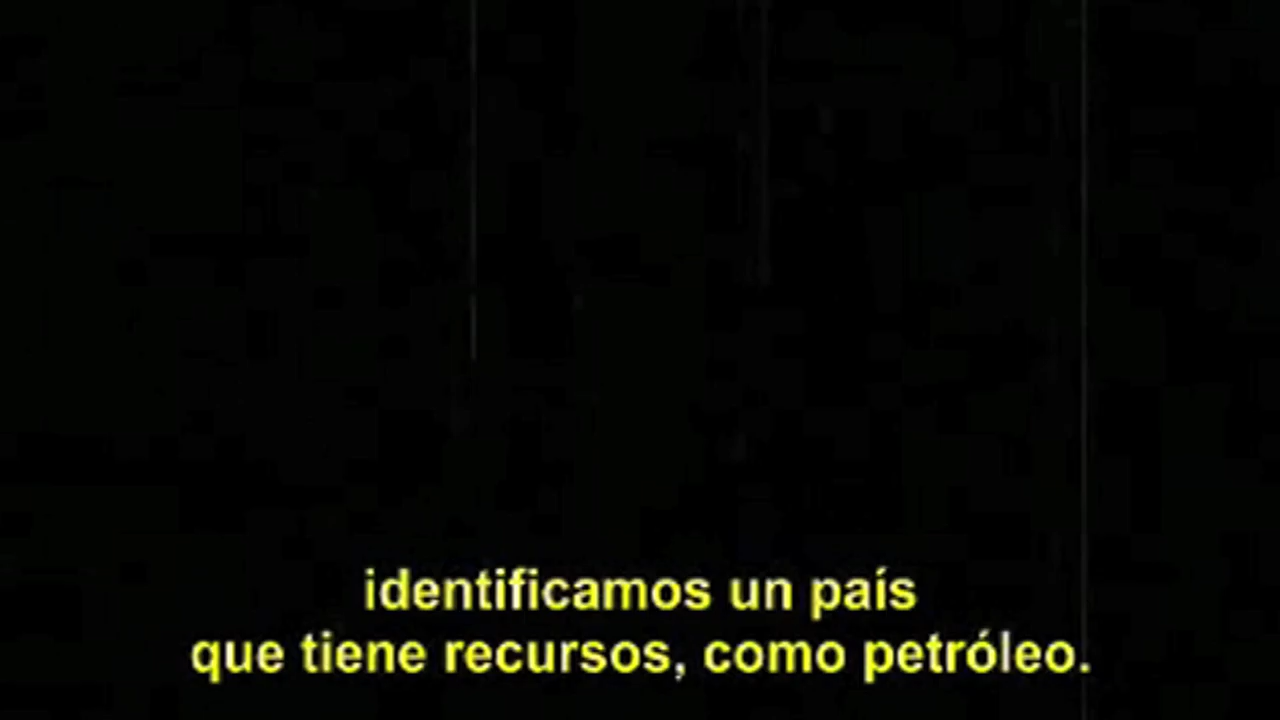 identificamos un país
que tiene recursos, como petróleo.